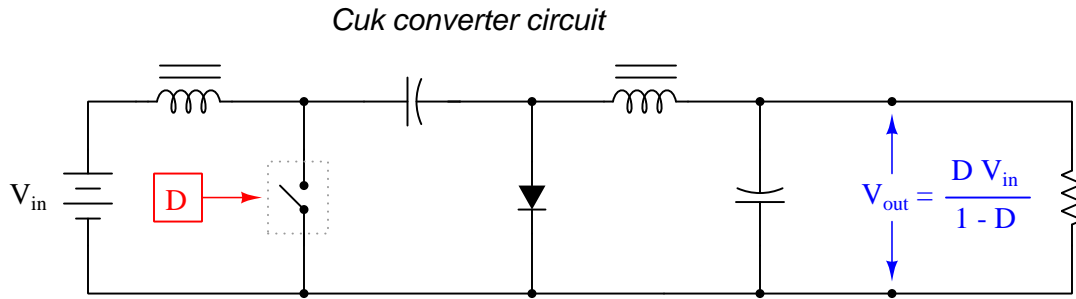 Cuk converter circuit
V_in
D
V_out = D V_in / 1 - D